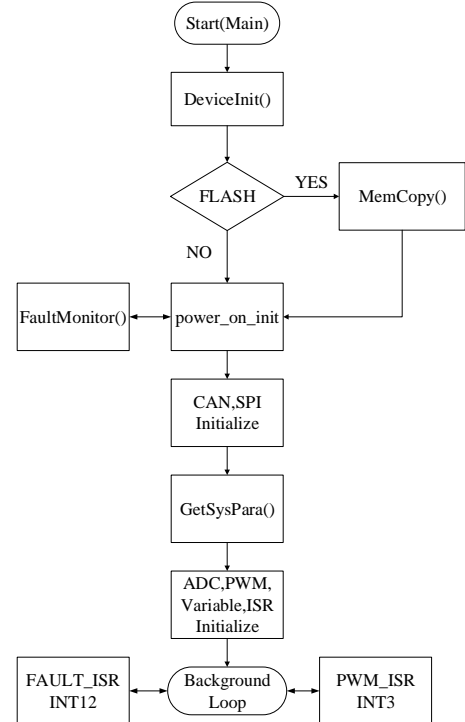 Start(Main)
DeviceInit()
FLASH
YES
MemCopy()
NO
FaultMonitor()
power_on_init
CAN,SPI
Initialize
GetSysPara()
ADC,PWM,
Variable,ISR
Initialize
FAULT_ISR
INT12
Background
Loop
PWM_ISR
INT3